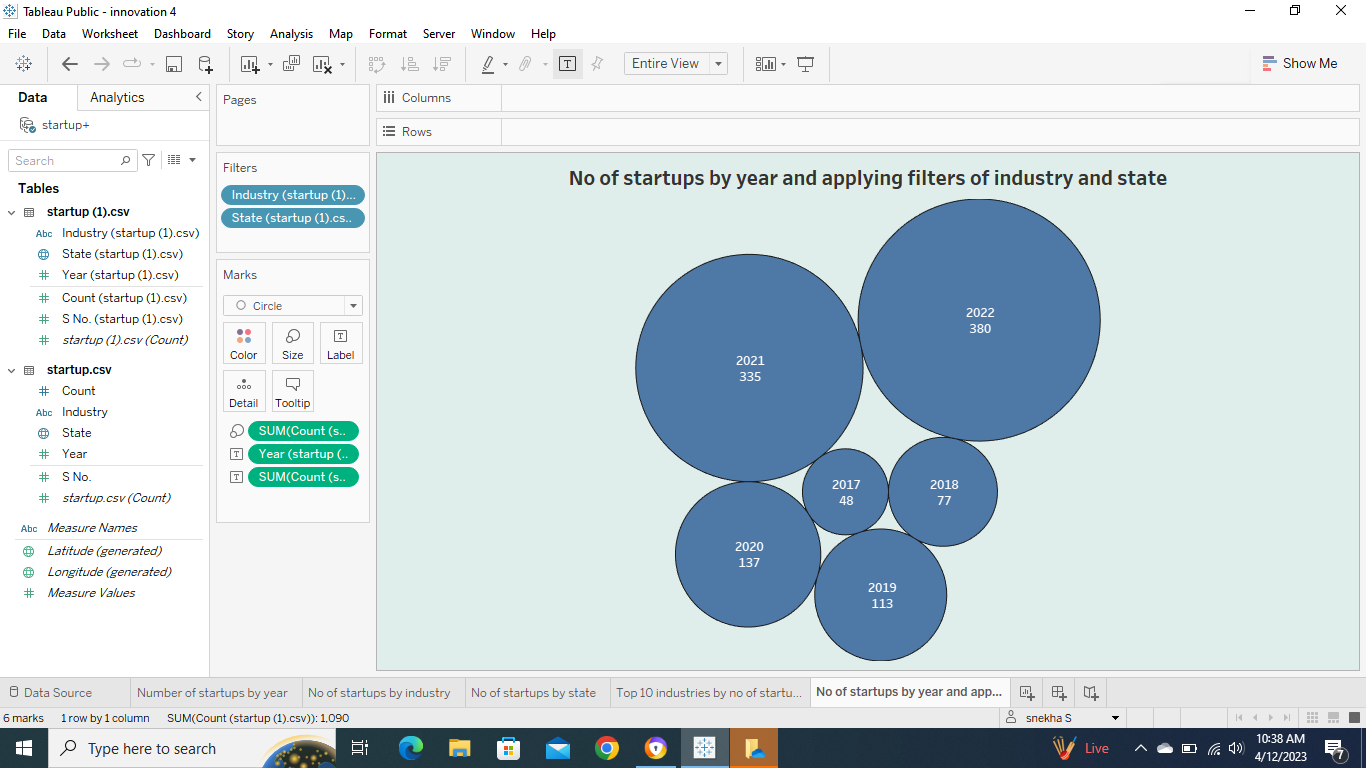 Tableau Public - innovation 4
File Data Worksheet Dashboard Story Analysis Map Format Server Window Help
Entire View
Show Me
Data Analytics
startup+
Search
Tables
startup (1).csv
Abc Industry (startup (1).csv)
State (startup (1).csv)
Year (startup (1).csv)
Count (startup (1).csv)
S No. (startup (1).csv)
startup (1).csv (Count)
startup.csv
Count
Abc Industry
State
Year
S No.
startup.csv (Count)
Abc Measure Names
Latitude (generated)
Longitude (generated)
Measure Values
Pages
Filters
Industry (startup (1)...
State (startup (1).cs..
Marks
Circle
Color Size Label
Detail Tooltip
SUM(Count (s..
Year (startup (..
SUM(Count (s..
Columns
Rows
No of startups by year and applying filters of industry and state
2022
380
2021
335
2017
48
2018
77
2020
137
2019
113
Data Source Number of startups by year No of startups by industry No of startups by state Top 10 industries by no of startu... No of startups by year and app...
6 marks 1 row by 1 column SUM(Count (startup (1).csv)): 1,090 snekha S
Type here to search
Live
10:38 AM
4/12/2023
7